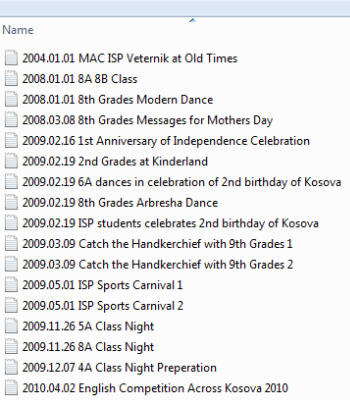 Name
2004.01.01 MAC ISP Veternik at Old Times
2008.01.01 8A 8B Class
2008.01.01 8th Grades Modern Dance
2008.03.08 8th Grades Messages for Mothers Day
2009.02.16 1st Anniversary of Independence Celebration
2009.02.19 2nd Grades at Kinderland
2009.02.19 6A dances in celebration of 2nd birthday of Kosova
2009.02.19 8th Grades Arbresha Dance
2009.02.19 ISP students celebrates 2nd birthday of Kosova
2009.03.09 Catch the Handkerchief with 9th Grades 1
2009.03.09 Catch the Handkerchief with 9th Grades 2
2009.05.01 ISP Sports Carnival 1
2009.05.01 ISP Sports Carnival 2
2009.11.26 5A Class Night
2009.11.26 8A Class Night
2009.12.07 4A Class Night Preperation
2010.04.02 English Competition Across Kosova 2010